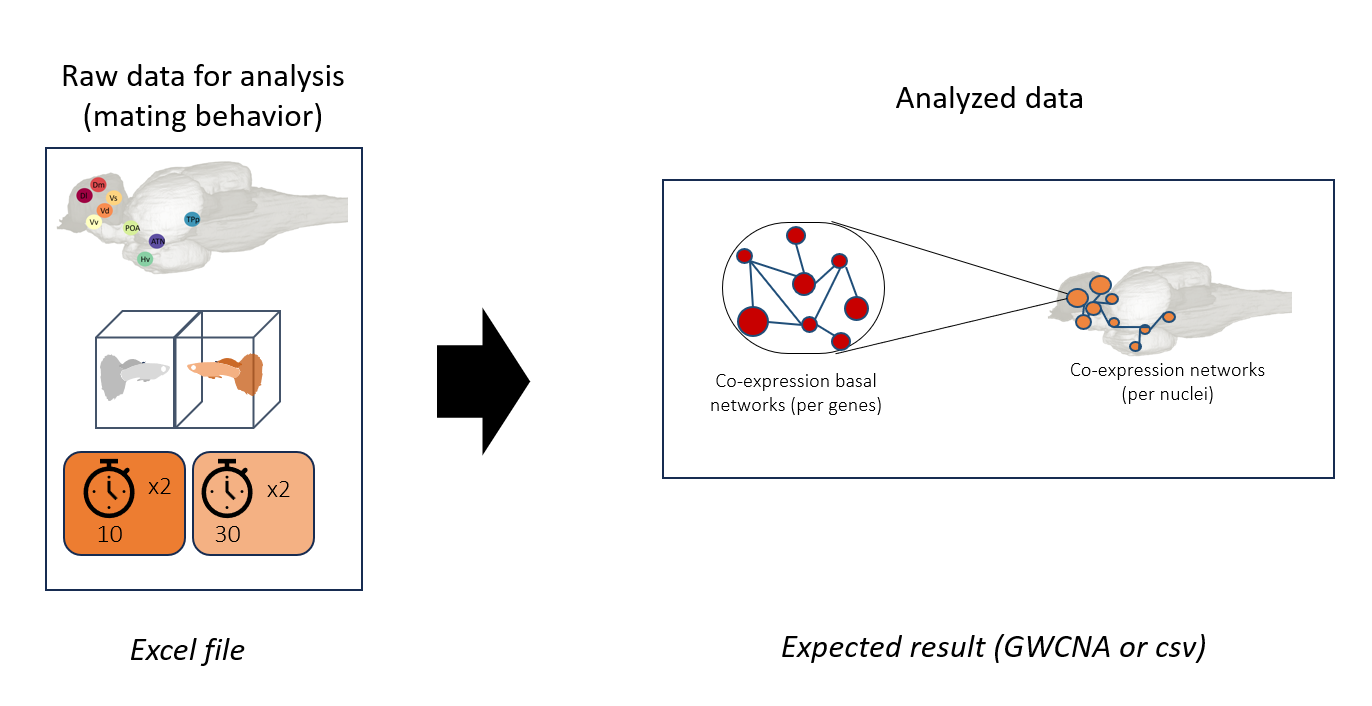 Raw data for analysis
(mating behavior)
Dm
Dl
Vs
Vd
Vv
POA
TPp
ATN
Hv
x2
10
x2
30
Excel file
Analyzed data
Co-expression basal
networks (per genes)
Co-expression networks
(per nuclei)
Expected result (GWCNA or csv)